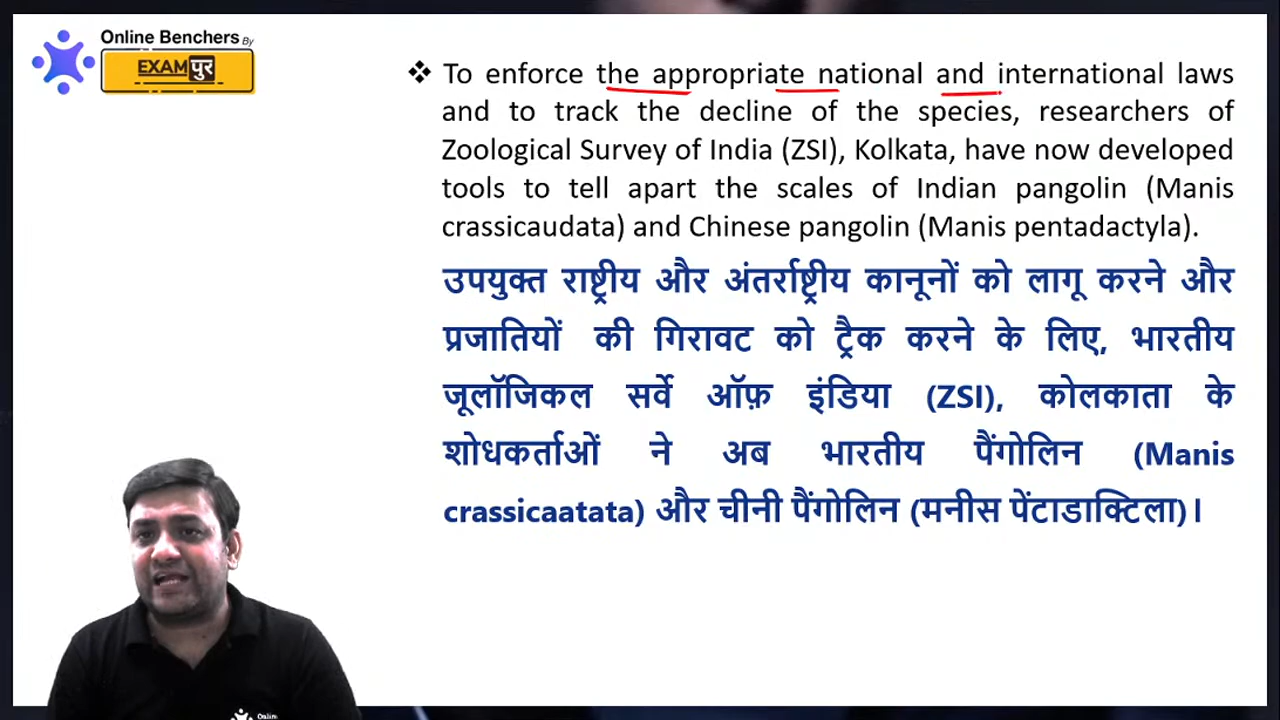 Online Benchers By
EXAMपुर
❖ To enforce the appropriate national and international laws
and to track the decline of the species, researchers of
Zoological Survey of India (ZSI), Kolkata, have now developed
tools to tell apart the scales of Indian pangolin (Manis
crassicaudata) and Chinese pangolin (Manis pentadactyla).
उपयुक्त राष्ट्रीय और अंतर्राष्ट्रीय कानूनों को लागू करने और
प्रजातियों की गिरावट को ट्रैक करने के लिए, भारतीय
जूलॉजिकल सर्वे ऑफ़ इंडिया (ZSI), कोलकाता के
शोधकर्ताओं ने अब भारतीय पैंगोलिन (Manis
crassicaatata) और चीनी पैंगोलिन (मनीस पेंटाडाक्टिला)।
Online